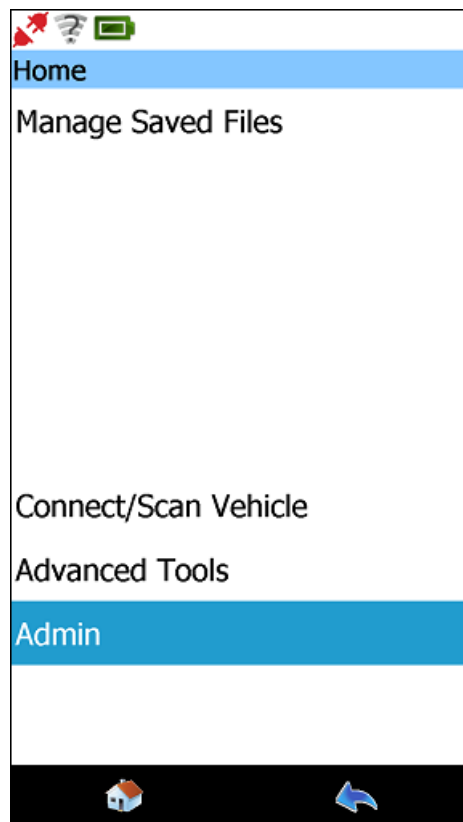 Home
Manage Saved Files
Connect/Scan Vehicle
Advanced Tools
Admin